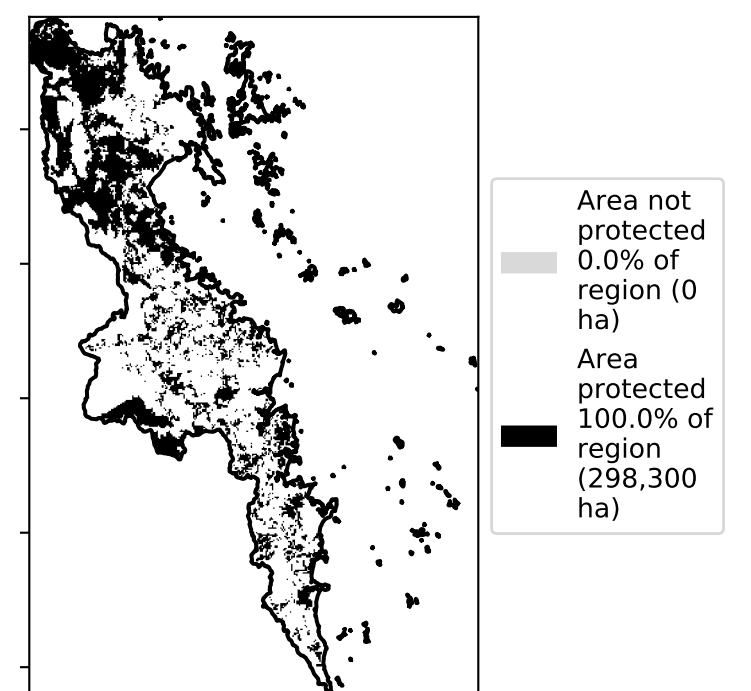 Area not
protected
0.0% of
region (0
ha)
Area
protected
100.0% of
region
(298,300
ha)